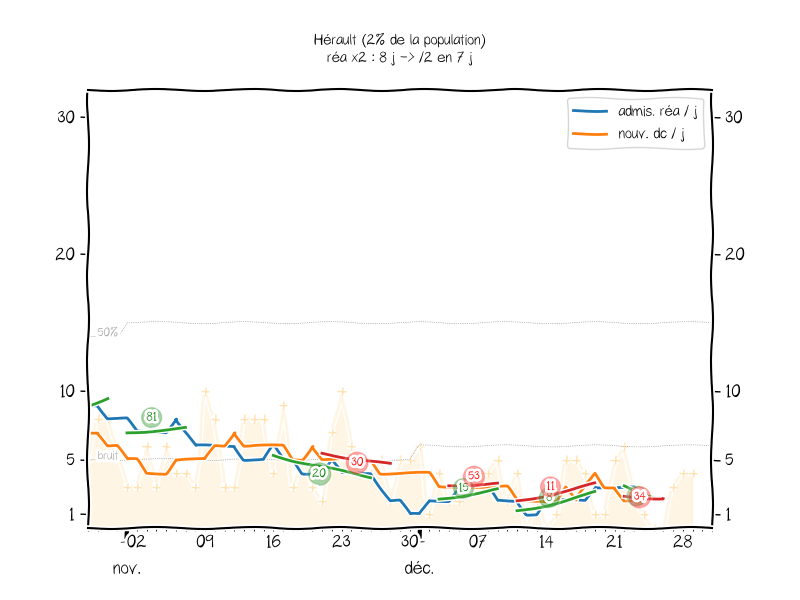 Hérault (2% de la population)
réa x2 : 8 j -> /2 en 7 j
admis. réa / j
nouv. dc / j
30 30
20 20
50%
10 10
81
bruit
5 5
20
30
15
53
11
8
34
1 1
02 09 16 23 30 07 14 21 28
nov. déc.